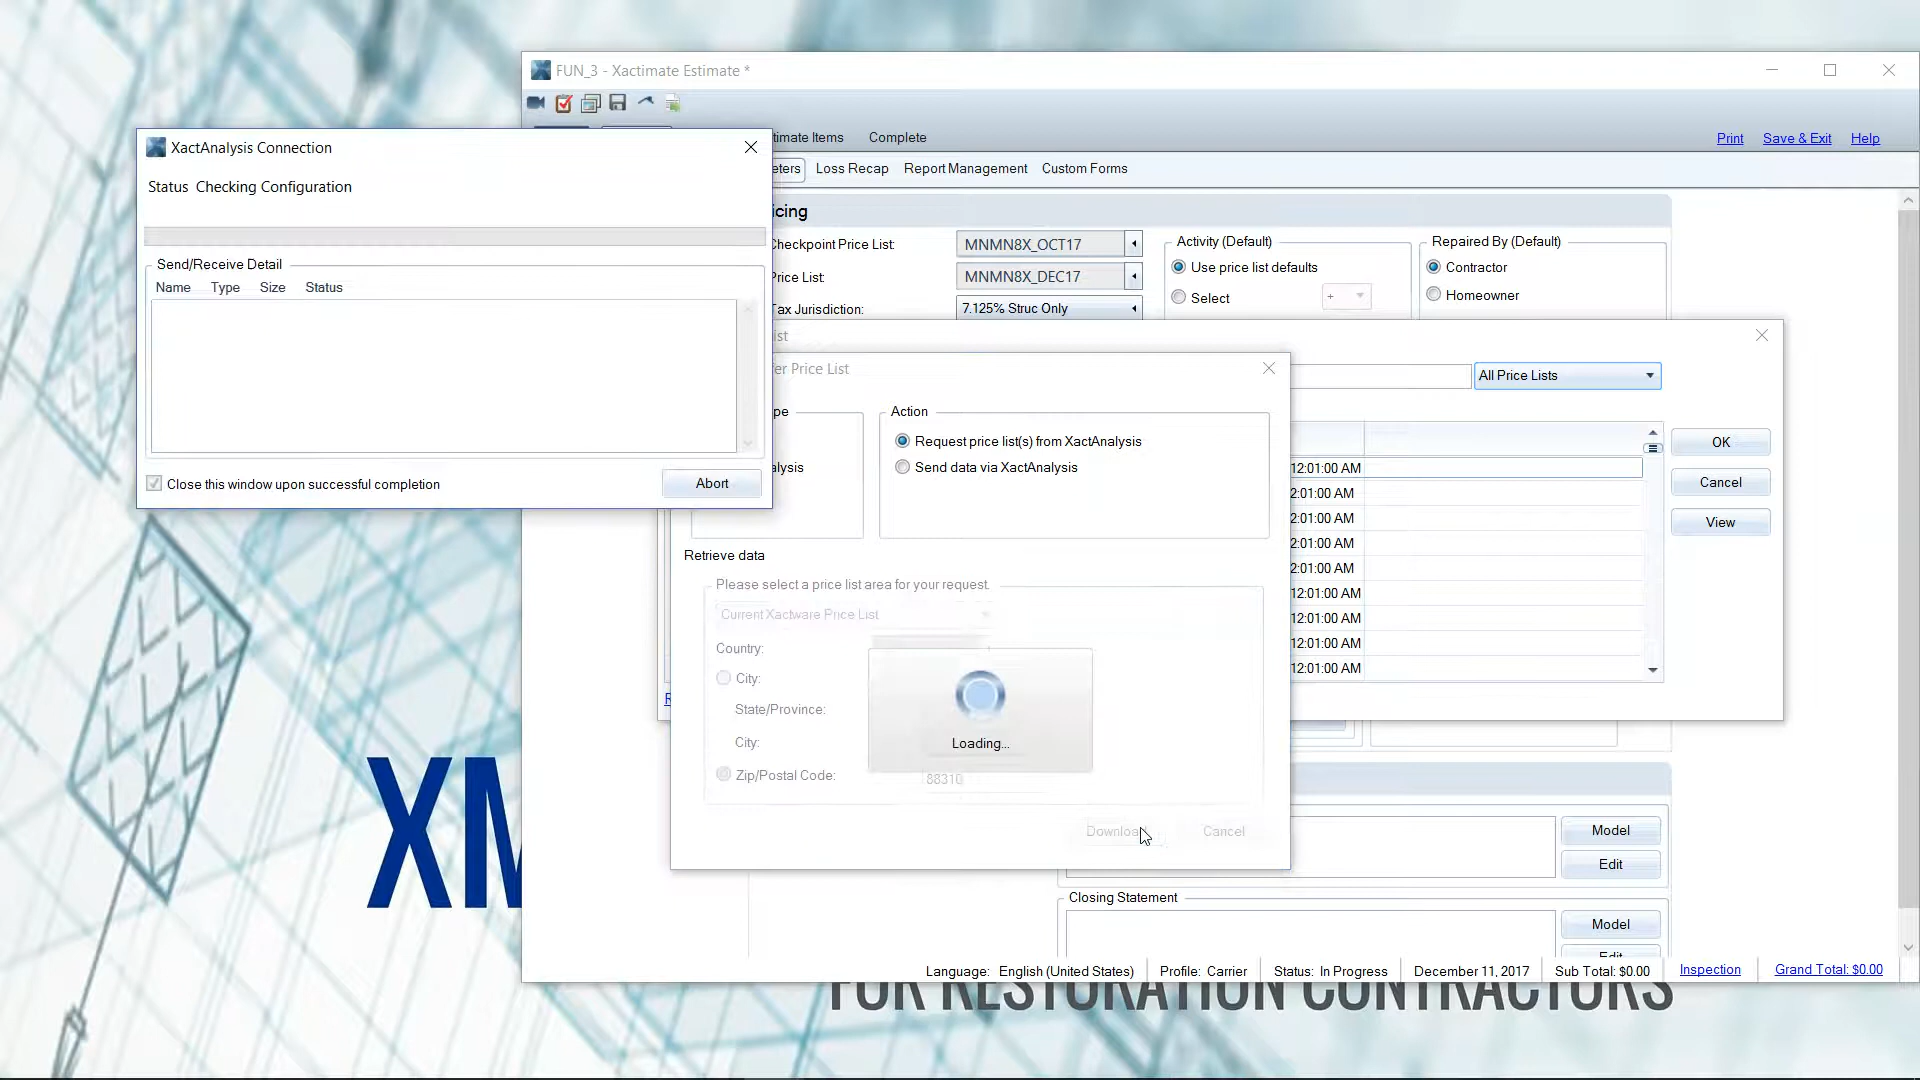 FUN_3 - Xactimate Estimate *
timate Items Complete
Print Save & Exit Help
eters Loss Recap Report Management Custom Forms
XactAnalysis Connection
Status Checking Configuration
Send/Receive Detail
Name Type Size Status
Close this window upon successful completion
Abort
icing
Checkpoint Price List: MNMN8X_OCT17
Price List: MNMN8X_DEC17
Tax Jurisdiction: 7.125% Struc Only
Activity (Default)
Use price list defaults
Select +
Repaired By (Default)
Contractor
Homeowner
ist
All Price Lists
12:01:00 AM
2:01:00 AM
2:01:00 AM
2:01:00 AM
2:01:00 AM
12:01:00 AM
12:01:00 AM
12:01:00 AM
12:01:00 AM
OK
Cancel
View
R
er Price List
pe
alysis
Action
Request price list(s) from XactAnalysis
Send data via XactAnalysis
Retrieve data
Please select a price list area for your request.
Current Xactware Price List
Country:
City:
State/Province:
City:
Zip/Postal Code: 88310
Loading...
Download Cancel
Model
Edit
Closing Statement
Model
Edit
Language: English (United States) Profile: Carrier Status: In Progress December 11, 2017 Sub Total: $0.00 Inspection Grand Total: $0.00
XM
FOR RESTORATION CONTRACTORS